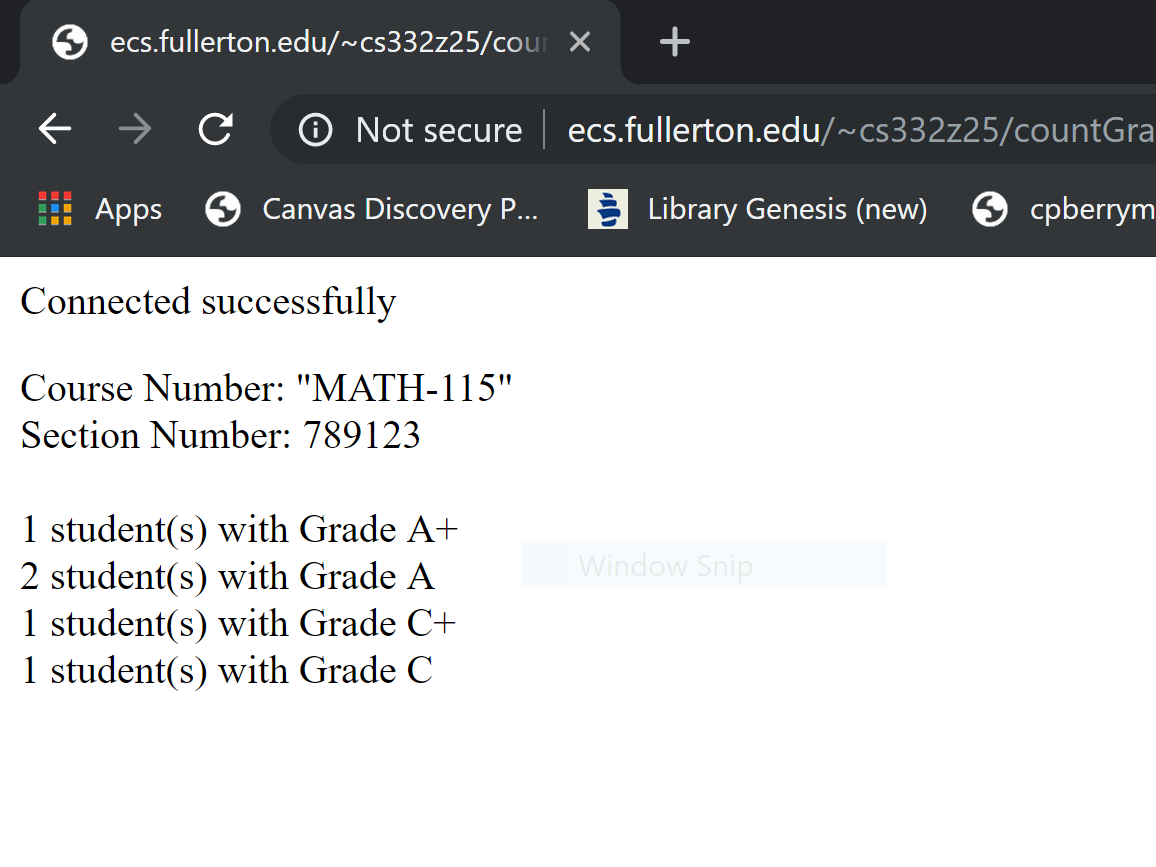 ecs.fullerton.edu/~cs332z25/cour
Not secure ecs.fullerton.edu/~cs332z25/countGra
Apps Canvas Discovery P... Library Genesis (new) cpberrym
Connected successfully
Course Number: "MATH-115"
Section Number: 789123
1 student(s) with Grade A+
2 student(s) with Grade A
Window Snip
1 student(s) with Grade C+
1 student(s) with Grade C